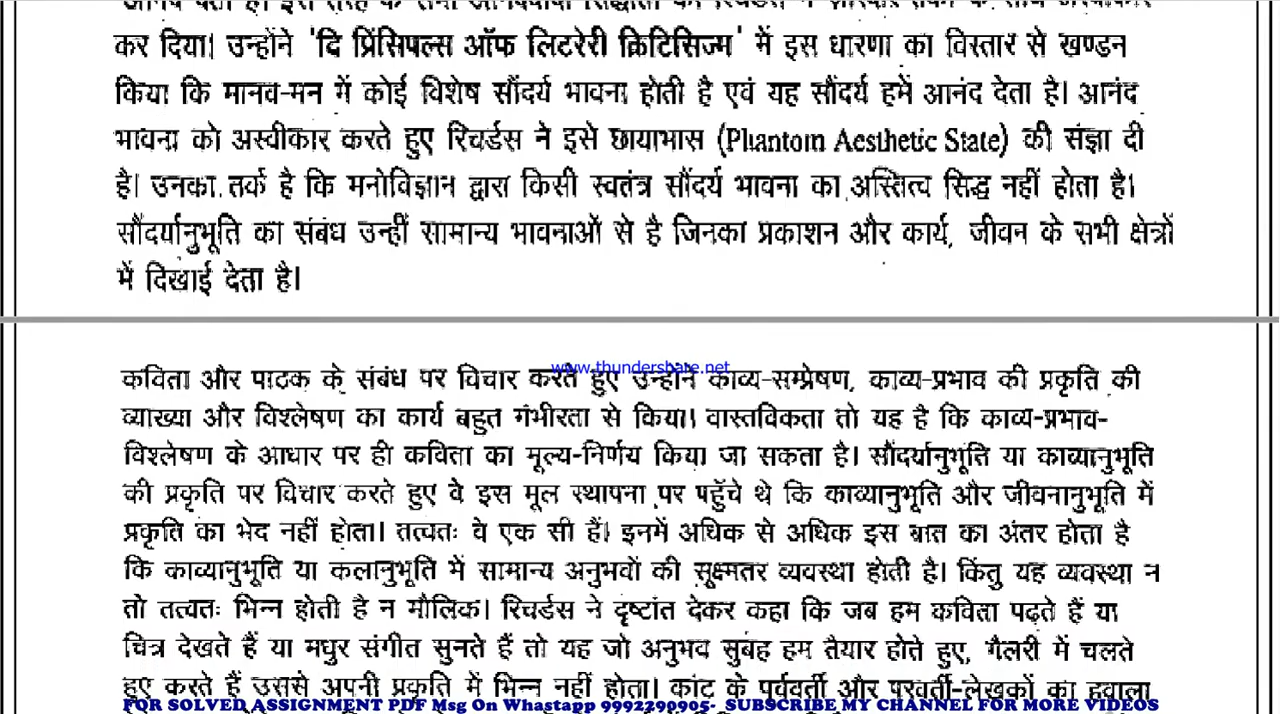 कर दिया। उन्होंने 'दि प्रिंसिपल्स ऑफ लिटरेरी क्रिटिसिज्म' में इस धारणा का विस्तार से खण्डन
किया कि मानव-मन में कोई विशेष सौंदर्य भावना होती है एवं यह सौंदर्य हमें आनंद देता है। आनंद
भावना को अस्वीकार करते हुए रिचर्डस ने इसे छायाभास (Phantom Aesthetic State) की संज्ञा दी
है। उनका तर्क है कि मनोविज्ञान द्वारा किसी स्वतंत्र सौंदर्य भावना का अस्तित्व सिद्ध नहीं होता है।
सौंदर्यानुभूति का संबंध उन्हीं सामान्य भावनाओं से है जिनका प्रकाशन और कार्य, जीवन के सभी क्षेत्रों
में दिखाई देता है।
www.thundershare.net
कविता और पाठक के संबंध पर विचार करते हुए उन्होंने काव्य-सम्प्रेषण, काव्य-प्रभाव की प्रकृति की
व्याख्या और विश्लेषण का कार्य बहुत गंभीरता से किया। वास्तविकता तो यह है कि काव्य-प्रभाव-
विश्लेषण के आधार पर ही कविता का मूल्य-निर्णय किया जा सकता है। सौंदर्यानुभूति या काव्यानुभूति
की प्रकृति पर विचार करते हुए वे इस मूल स्थापना पर पहुँचे थे कि काव्यानुभूति और जीवनानुभूति में
प्रकृति का भेद नहीं होता। तत्वतः वे एक सी हैं। इनमें अधिक से अधिक इस बात का अंतर होता है
कि काव्यानुभूति या कलानुभूति में सामान्य अनुभवों की सूक्ष्मतर व्यवस्था होती है। किंतु यह व्यवस्था न
तो तत्वतः भिन्न होती है न मौलिक। रिचर्डस ने दृष्टांत देकर कहा कि जब हम कविता पढ़ते हैं या
चित्र देखते हैं या मधुर संगीत सुनते हैं तो यह जो अनुभव सुबह हम तैयार होते हुए, गैलरी में चलते
हुए करते हैं उससे अपनी प्रकृति में भिन्न नहीं होता। कांट के पूर्ववर्ती और परवर्ती-लेखकों का हवाला
FOR SOLVED ASSIGNMENT PDF Msg On Whastapp 9992290905- SUBSCRIBE MY CHANNEL FOR MORE VIDEOS